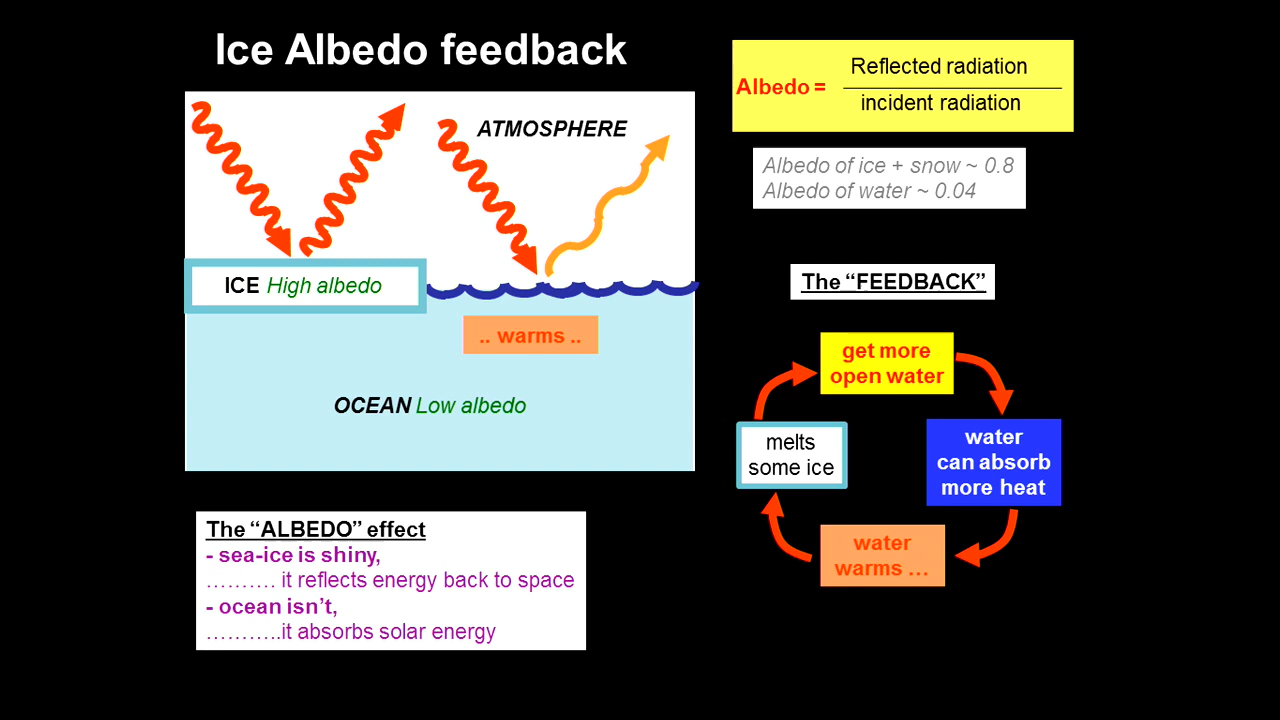 Ice Albedo feedback
ATMOSPHERE
ICE High albedo
.. warms ..
OCEAN Low albedo
The “ALBEDO” effect
- sea-ice is shiny,
………. it reflects energy back to space
- ocean isn’t,
………..it absorbs solar energy
Albedo =
Reflected radiation
incident radiation
Albedo of ice + snow ~ 0.8
Albedo of water ~ 0.04
The “FEEDBACK”
get more
open water
water
can absorb
more heat
water
warms …
melts
some ice